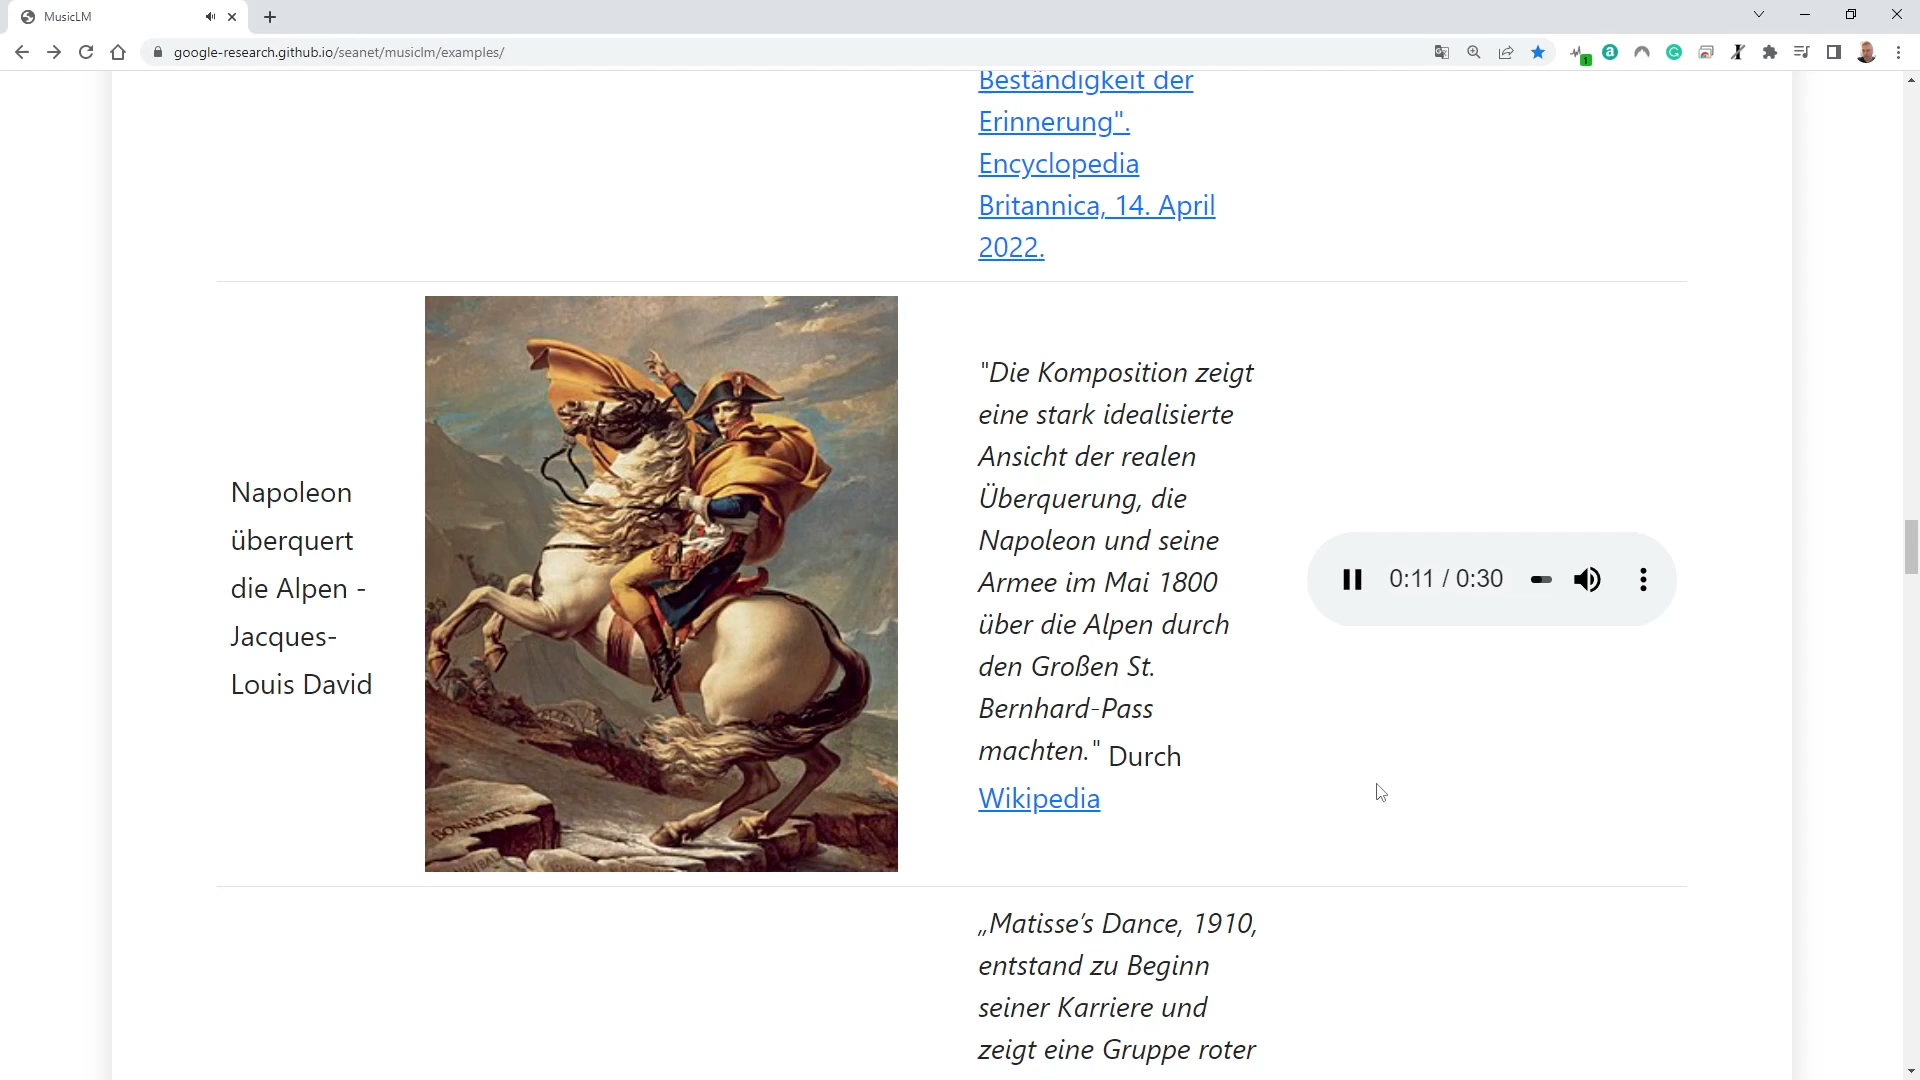 MusicLM
google-research.github.io/seanet/musiclm/examples/
1
Beständigkeit der
Erinnerung".
Encyclopedia
Britannica, 14. April
2022.
Napoleon
überquert
die Alpen -
Jacques-
Louis David
BONAPARTE
"Die Komposition zeigt
eine stark idealisierte
Ansicht der realen
Überquerung, die
Napoleon und seine
Armee im Mai 1800
über die Alpen durch
den Großen St.
Bernhard-Pass
machten." Durch
Wikipedia
0:11 / 0:30
„Matisse’s Dance, 1910,
entstand zu Beginn
seiner Karriere und
zeigt eine Gruppe roter